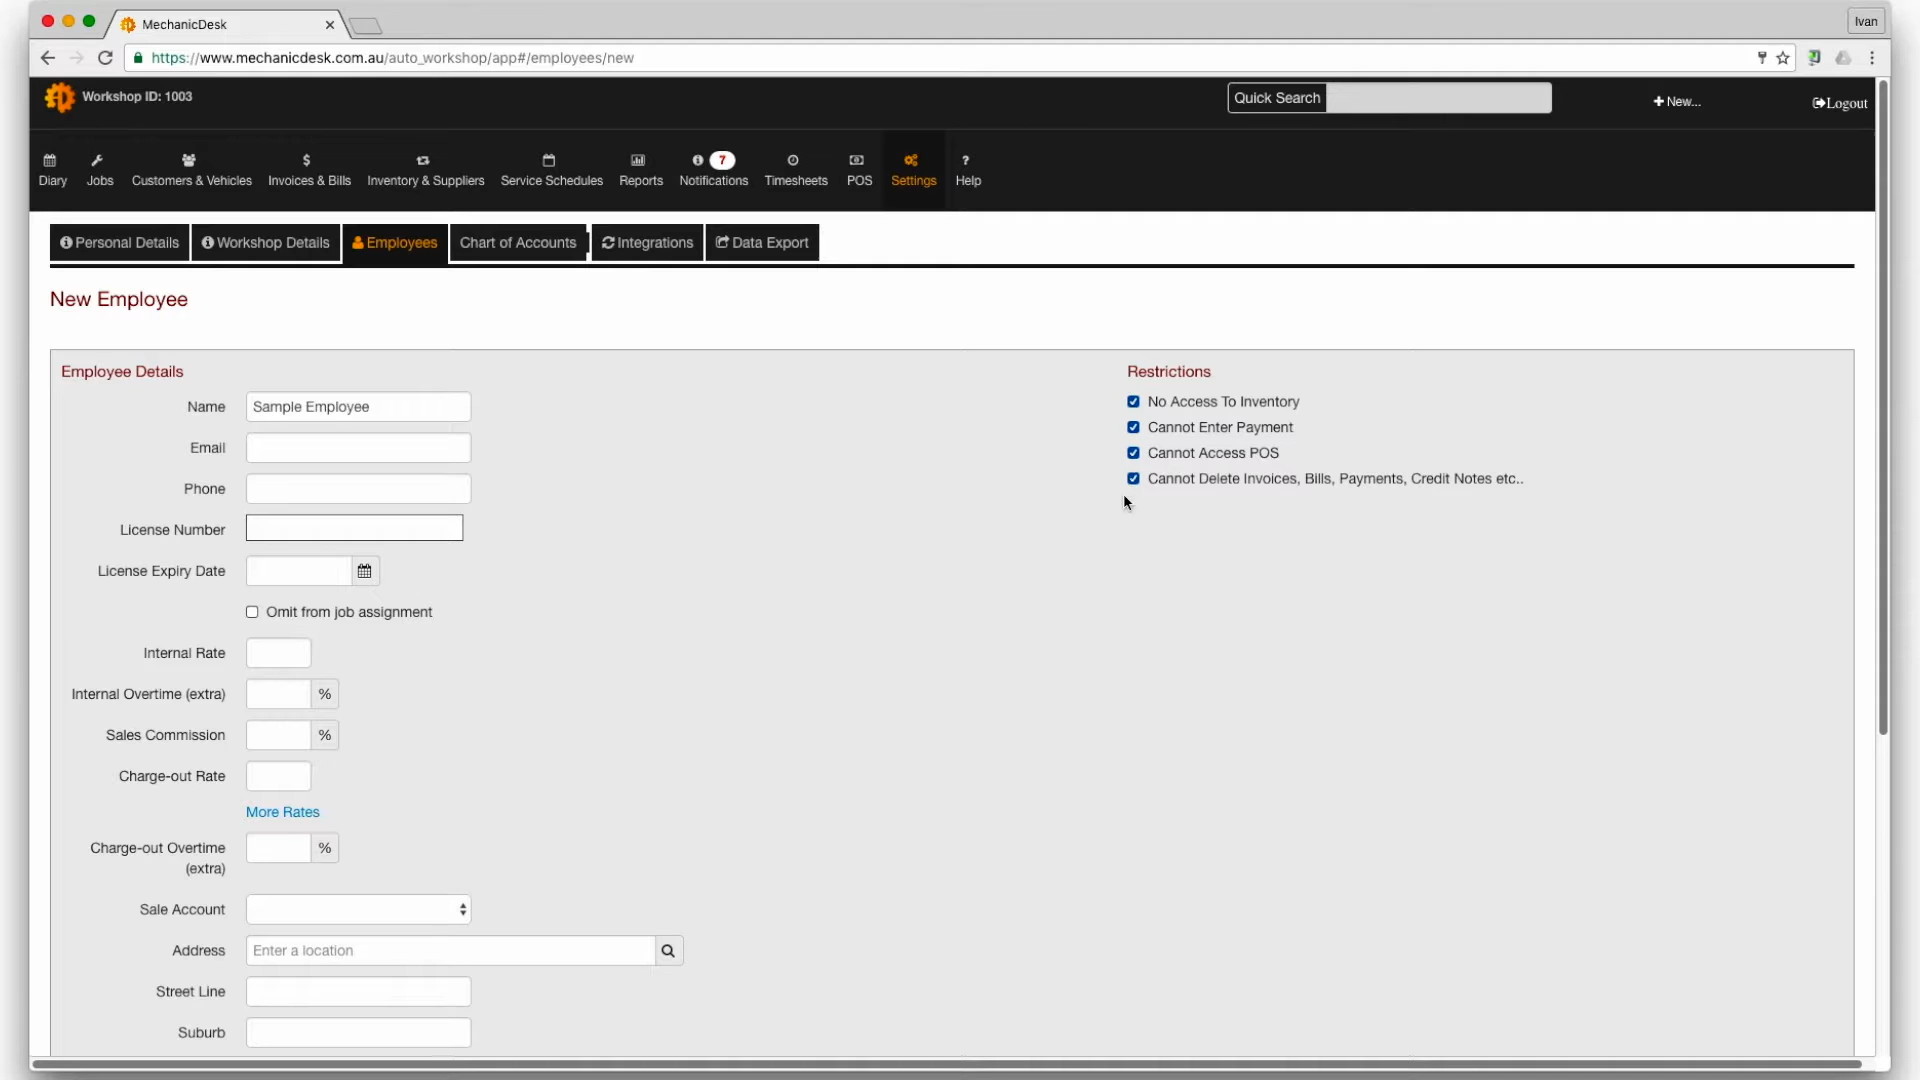 MechanicDesk
Ivan
https://www.mechanicdesk.com.au/auto_workshop/app#/employees/new
Workshop ID: 1003
Quick Search
New...
Logout
Diary
Jobs
Customers & Vehicles
Invoices & Bills
Inventory & Suppliers
Service Schedules
Reports
7
Notifications
Timesheets
POS
Settings
Help
Personal Details
Workshop Details
Employees
Chart of Accounts
Integrations
Data Export
New Employee
Employee Details
Name Sample Employee
Email
Phone
License Number
License Expiry Date
Omit from job assignment
Internal Rate
Internal Overtime (extra) %
Sales Commission %
Charge-out Rate
More Rates
Charge-out Overtime %
(extra)
Sale Account
Address Enter a location
Street Line
Suburb
Restrictions
No Access To Inventory
Cannot Enter Payment
Cannot Access POS
Cannot Delete Invoices, Bills, Payments, Credit Notes etc..